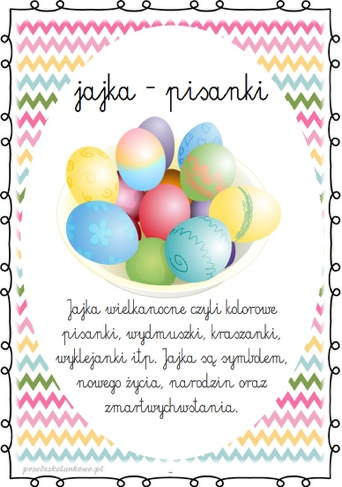 jajka - pisanki
Jajka wielkanocne czyli kolorowe
pisanki, wydmuszki, kraszanki,
wyklejanki itp. Jajka są symbolem,
nowego życia, narodzin oraz
zmartwychwstania.
przedszkolankowo.pl